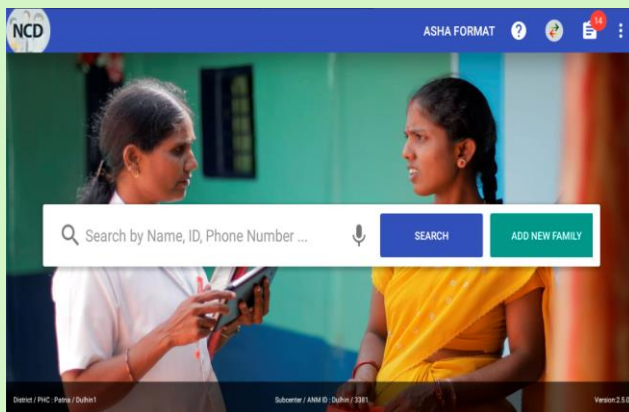 NCD
ASHA FORMAT
14
Search by Name, ID, Phone Number ...
SEARCH
ADD NEW FAMILY
District / PHC : Patna / Dulhin1
Subcenter / ANM ID : Dulhin / 3381
Version:2.5.0